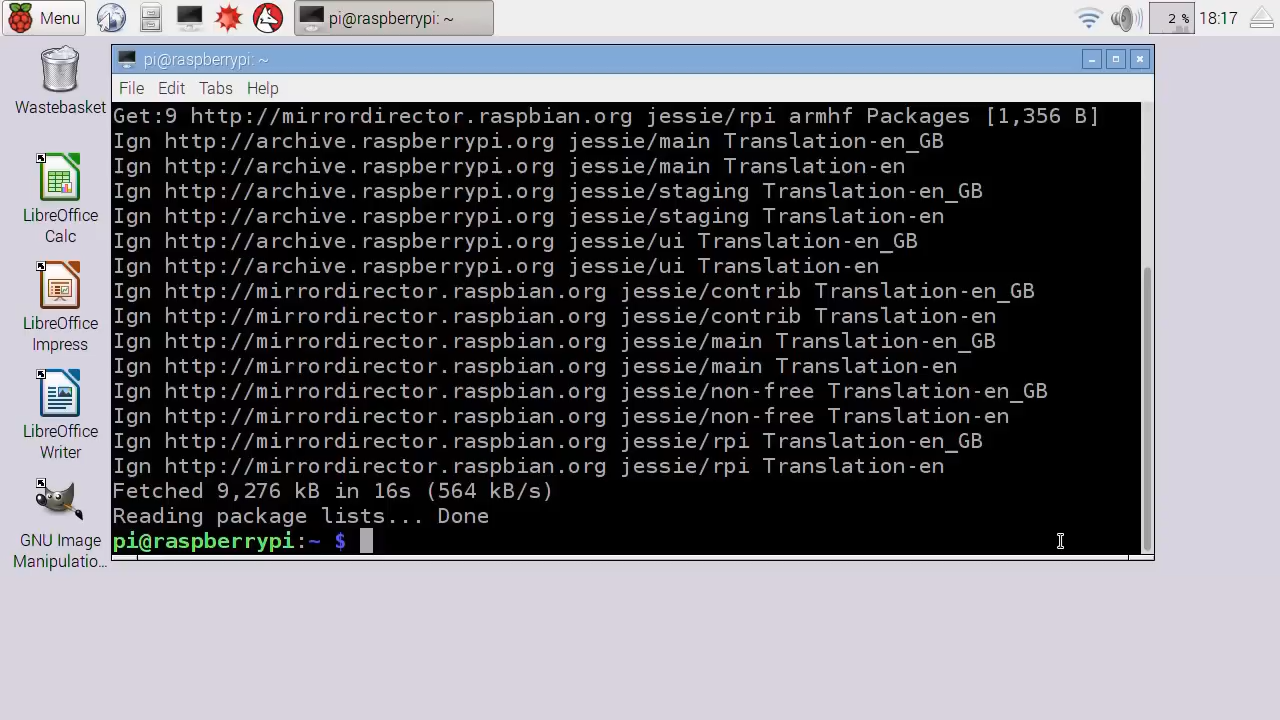 Menu
pi@raspberrypi: ~
2 %
18:17
Wastebasket
LibreOffice
Calc
LibreOffice
Impress
LibreOffice
Writer
GNU Image
Manipulatio...
pi@raspberrypi: ~
File Edit Tabs Help
Get:9 http://mirrordirector.raspbian.org jessie/rpi armhf Packages [1,356 B]
Ign http://archive.raspberrypi.org jessie/main Translation-en_GB
Ign http://archive.raspberrypi.org jessie/main Translation-en
Ign http://archive.raspberrypi.org jessie/staging Translation-en_GB
Ign http://archive.raspberrypi.org jessie/staging Translation-en
Ign http://archive.raspberrypi.org jessie/ui Translation-en_GB
Ign http://archive.raspberrypi.org jessie/ui Translation-en
Ign http://mirrordirector.raspbian.org jessie/contrib Translation-en_GB
Ign http://mirrordirector.raspbian.org jessie/contrib Translation-en
Ign http://mirrordirector.raspbian.org jessie/main Translation-en_GB
Ign http://mirrordirector.raspbian.org jessie/main Translation-en
Ign http://mirrordirector.raspbian.org jessie/non-free Translation-en_GB
Ign http://mirrordirector.raspbian.org jessie/non-free Translation-en
Ign http://mirrordirector.raspbian.org jessie/rpi Translation-en_GB
Ign http://mirrordirector.raspbian.org jessie/rpi Translation-en
Fetched 9,276 kB in 16s (564 kB/s)
Reading package lists... Done
pi@raspberrypi:~ $